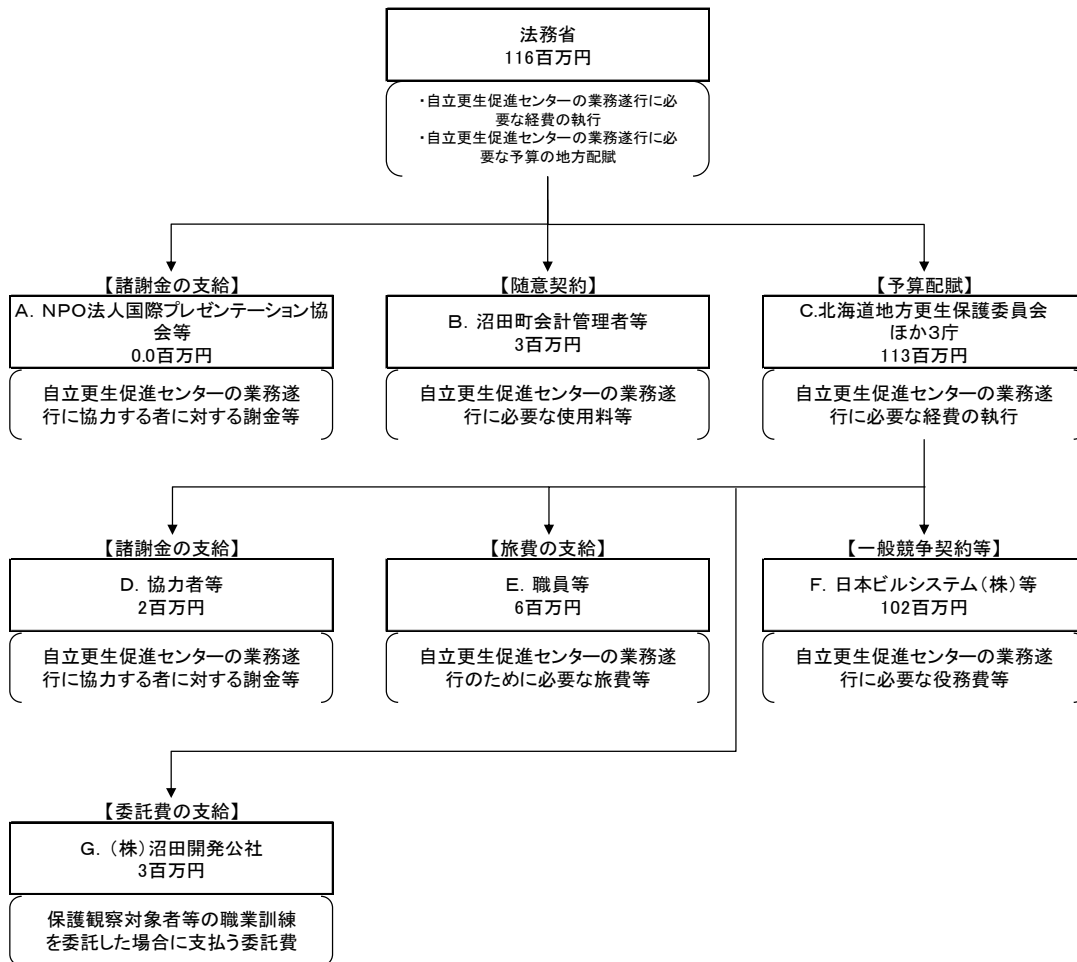 法務省
116百万円
・自立更生促進センターの業務遂行に必
要な経費の執行
・自立更生促進センターの業務遂行に必
要な予算の地方配賦
【諸謝金の支給】
A．NPO法人国際プレゼンテーション協
会等
0.0百万円
自立更生促進センターの業務遂
行に協力する者に対する謝金等
【随意契約】
B．沼田町会計管理者等
3百万円
自立更生促進センターの業務遂
行に必要な使用料等
【予算配賦】
C.北海道地方更生保護委員会
ほか3庁
113百万円
自立更生促進センターの業務遂
行に必要な経費の執行
【諸謝金の支給】
D．協力者等
2百万円
自立更生促進センターの業務遂
行に協力する者に対する謝金等
【旅費の支給】
E．職員等
6百万円
自立更生促進センターの業務遂
行のために必要な旅費等
【一般競争契約等】
F．日本ビルシステム（株）等
102百万円
自立更生促進センターの業務遂
行に必要な役務費等
【委託費の支給】
G．（株）沼田開発公社
3百万円
保護観察対象者等の職業訓練
を委託した場合に支払う委託費